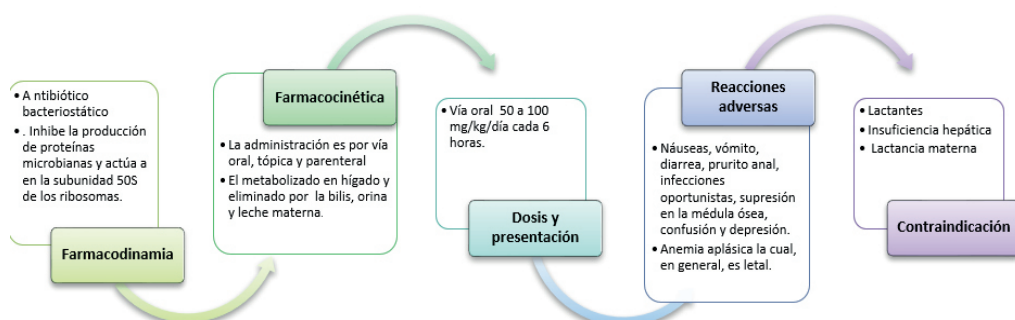 • A ntibiótico
bacteriostático
• . Inhibe la producción
de proteínas
microbianas y actúa a
en la subunidad 50S
de los ribosomas.
Farmacodinamia
Farmacocinética
• La administración es por vía
oral, tópica y parenteral
• El metabolizado en hígado y
eliminado por  la bilis, orina
y leche materna.
• Vía oral  50 a 100
mg/kg/día cada 6
horas.
Dosis y
presentación
Reacciones
adversas
• Náuseas, vómito,
diarrea, prurito anal,
infecciones
oportunistas, supresión
en la médula ósea,
confusión y depresión.
• Anemia aplásica la cual,
en general, es letal.
• Lactantes
• Insuficiencia hepática
• Lactancia materna
Contraindicación